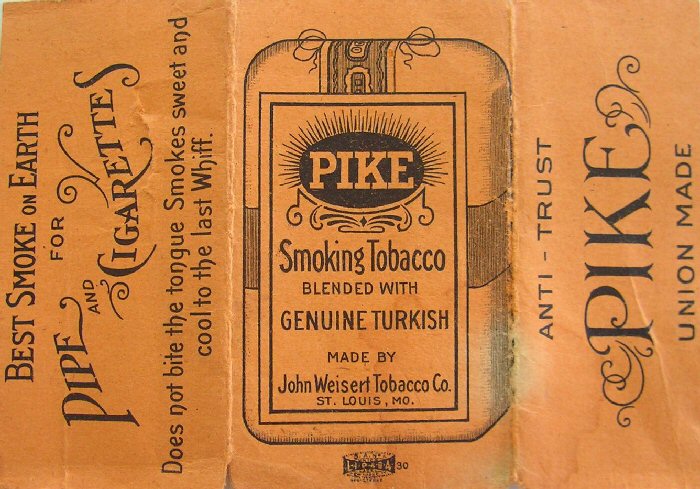 BEST SMOKE ON EARTH
FOR
PIPE
AND
CIGARETTES
Does not bite the tongue Smokes sweet and
cool to the last Whiff.
PIKE
Smoking Tobacco
BLENDED WITH
GENUINE TURKISH
MADE BY
John Weisert Tobacco Co.
ST. LOUIS, MO.
30
ANTI-TRUST
PIKE
UNION MADE